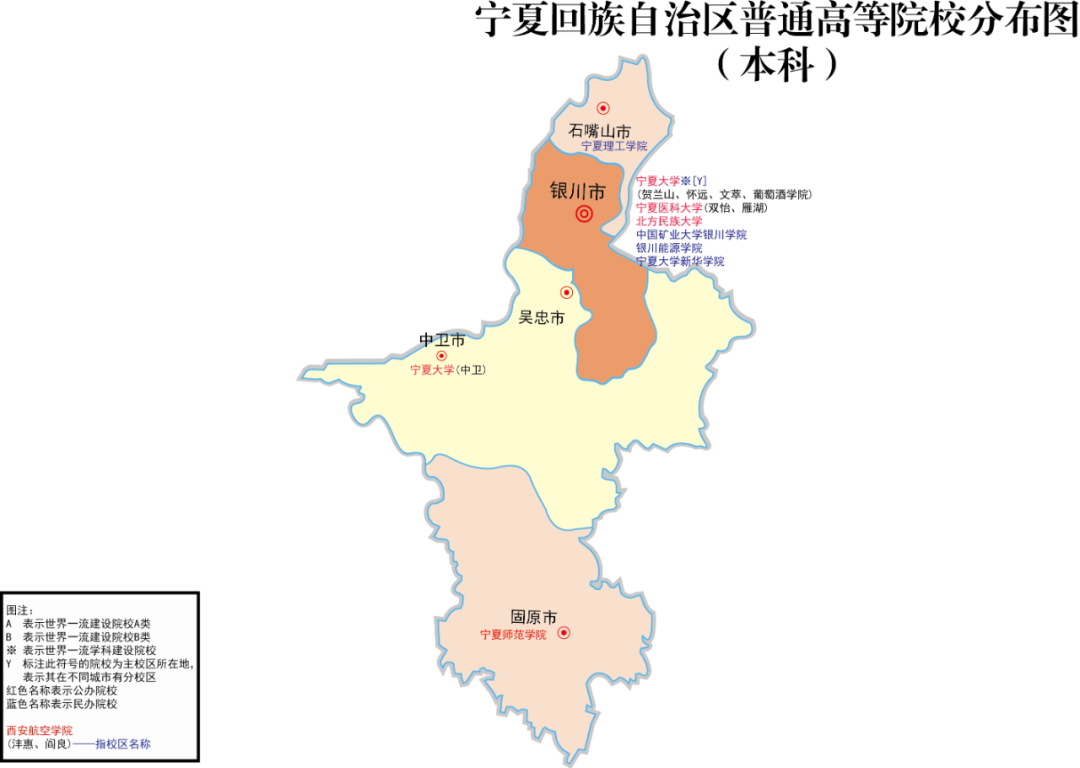 宁夏回族自治区普通高等院校分布图
（本科）
石嘴山市
宁夏理工学院
银川市
宁夏大学※[Y]
(贺兰山、怀远、文萃、葡萄酒学院)
宁夏医科大学(双怡、雁湖)
北方民族大学
中国矿业大学银川学院
银川能源学院
宁夏大学新华学院
吴忠市
中卫市
宁夏大学(中卫)
固原市
宁夏师范学院
图注:
A 表示世界一流建设院校A类
B 表示世界一流建设院校B类
※ 表示世界一流学科建设院校
Y 标注此符号的院校为主校区所在地,
表示其在不同城市有分校区
红色名称表示公办院校
蓝色名称表示民办院校
西安航空学院
(沣惠、阎良)——指校区名称